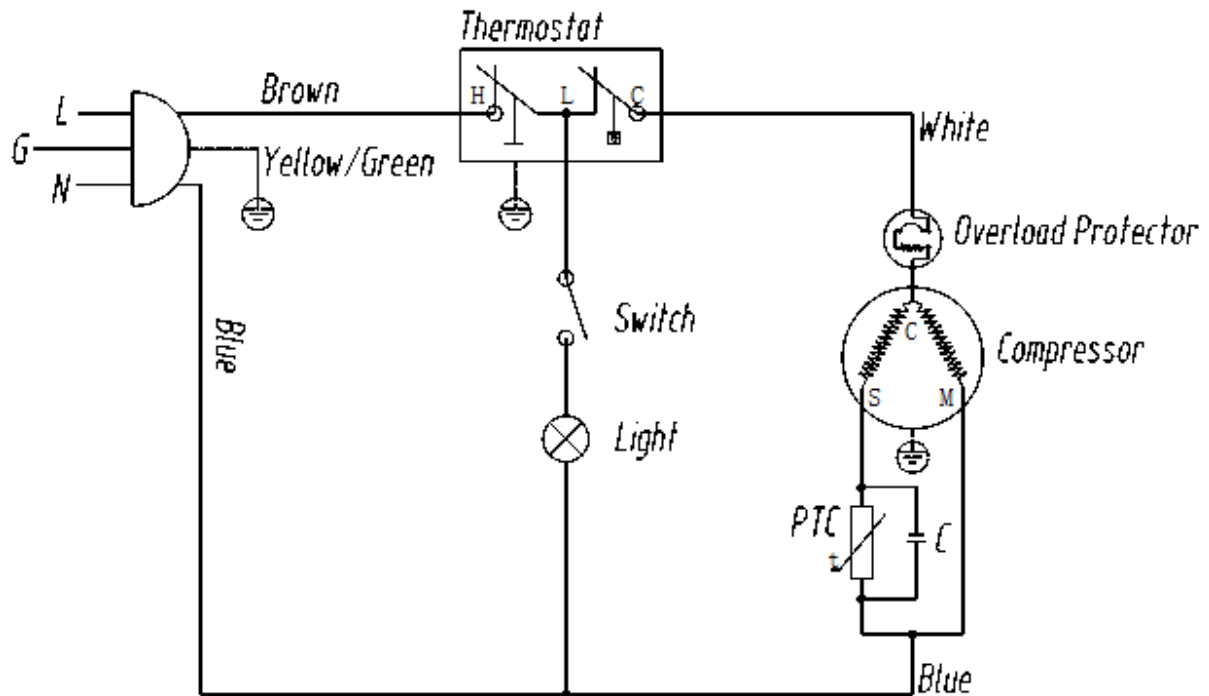 Thermostat
Brown
H L C
L
White
G
Yellow/Green
N
Overload Protector
Blue
Switch
C
Compressor
S M
Light
PTC
C
t
Blue